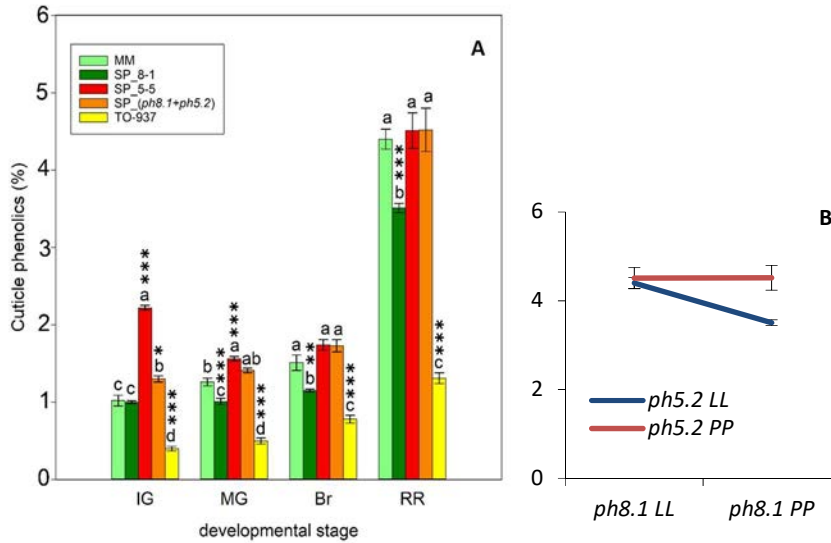 A
MM
SP_8-1
SP_5-5
SP_(ph8.1+ph5.2)
TO-937
Cuticle phenolics (%)
6
5
4
3
2
1
0
c c *** a * b *** d
b *** c *** a ab *** d
a ** b a a *** c
a *** b a a *** c
IG MG Br RR
developmental stage
B
6
4
2
0
ph5.2 LL
ph5.2 PP
ph8.1 LL ph8.1 PP